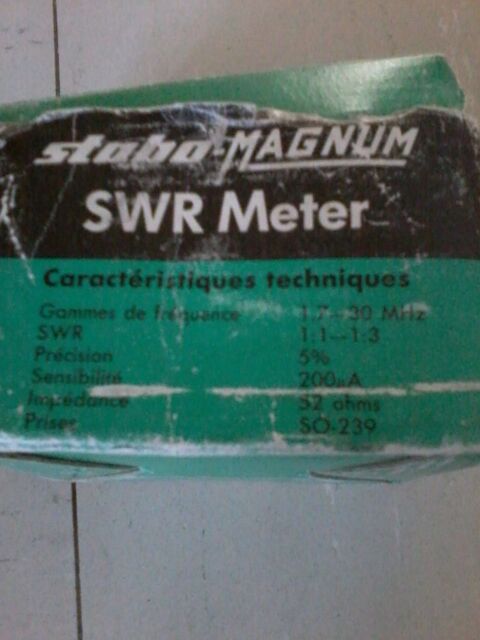 stabo-MAGNUM
SWR Meter
Caractéristiques techniques
Gammes de fréquence 1.7--30 MHz
SWR 1:1--1:3
Précision 5%
Sensibilité 200µA
Impédance 52 ohms
Prises SO-239